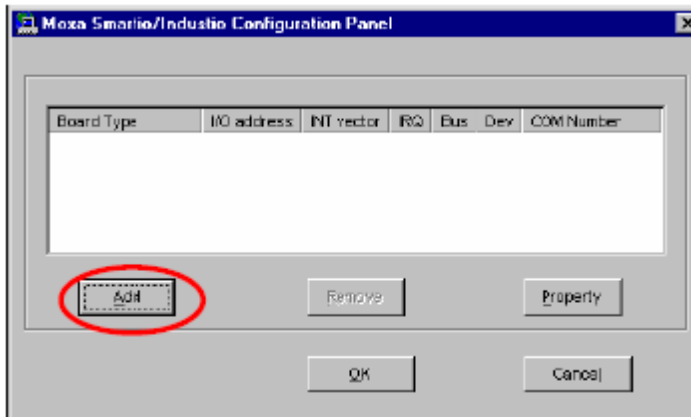 Moxa Smartio/Industio Configuration Panel
Board Type I/O address INT vector IRQ Bus Dev COM Number
Add Remove Property
OK Cancel